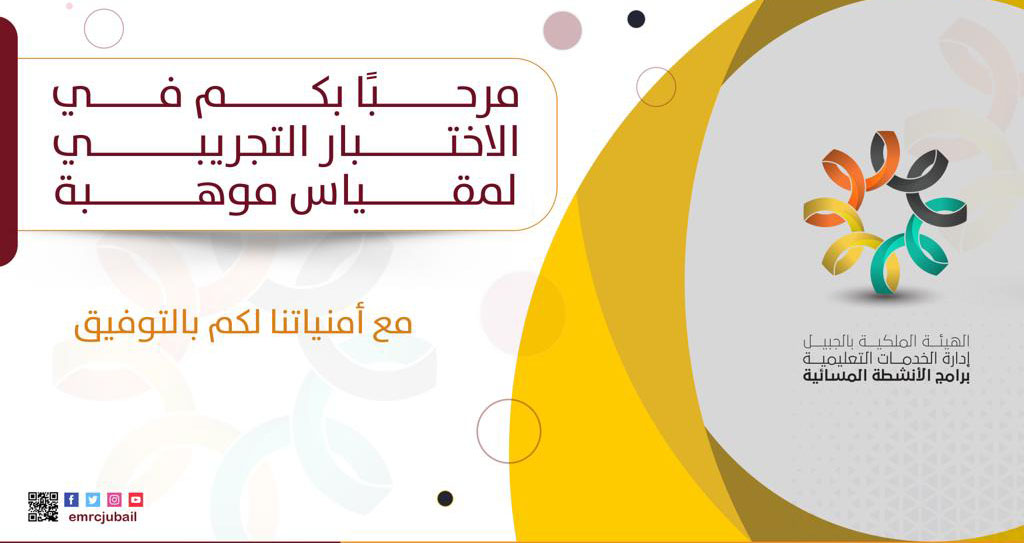 مرحبًا بكم في
الاختبار التجريبي
لمقياس موهبة
مع أمنياتنا لكم بالتوفيق
الهيئة الملكية بالجبيل
إدارة الخدمات التعليمية
برامج الأنشطة المسائية
emrcjubail